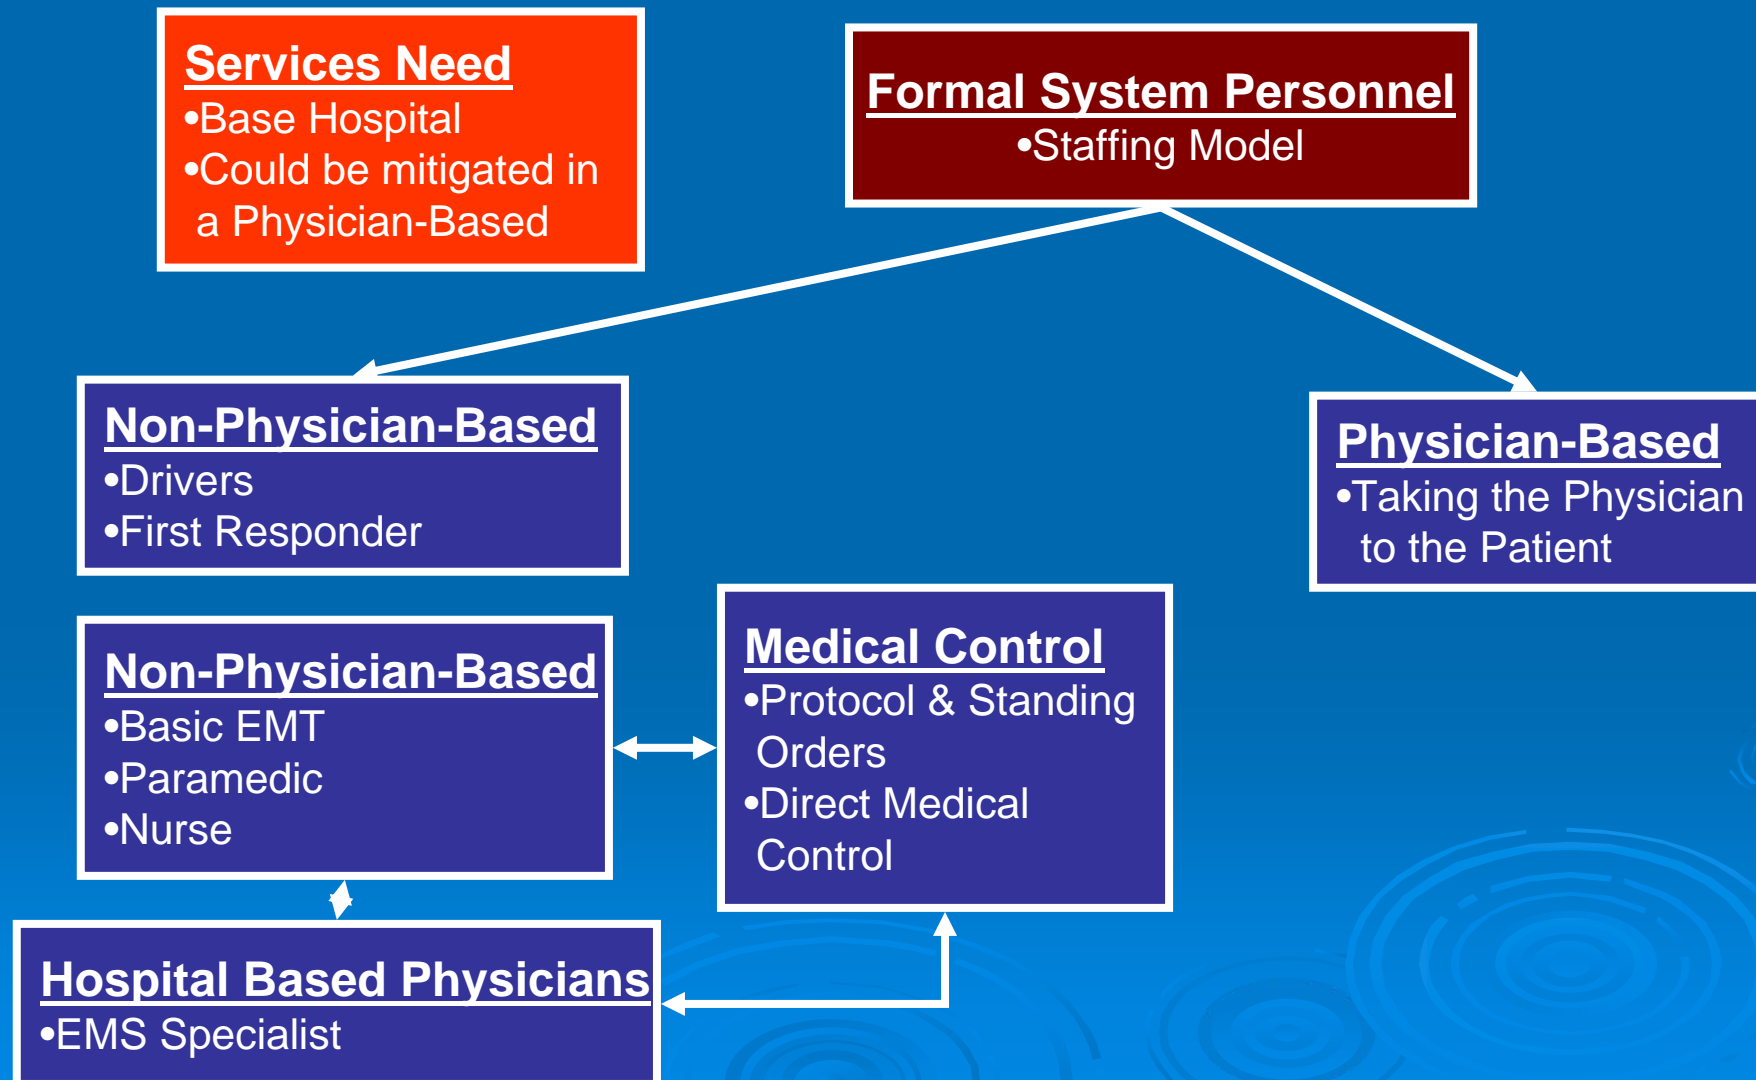 Services Need
•Base Hospital
•Could be mitigated in
a Physician-Based
Formal System Personnel
•Staffing Model
Non-Physician-Based
•Drivers
•First Responder
Physician-Based
•Taking the Physician
to the Patient
Non-Physician-Based
•Basic EMT
•Paramedic
•Nurse
Medical Control
•Protocol & Standing
Orders
•Direct Medical
Control
Hospital Based Physicians
•EMS Specialist